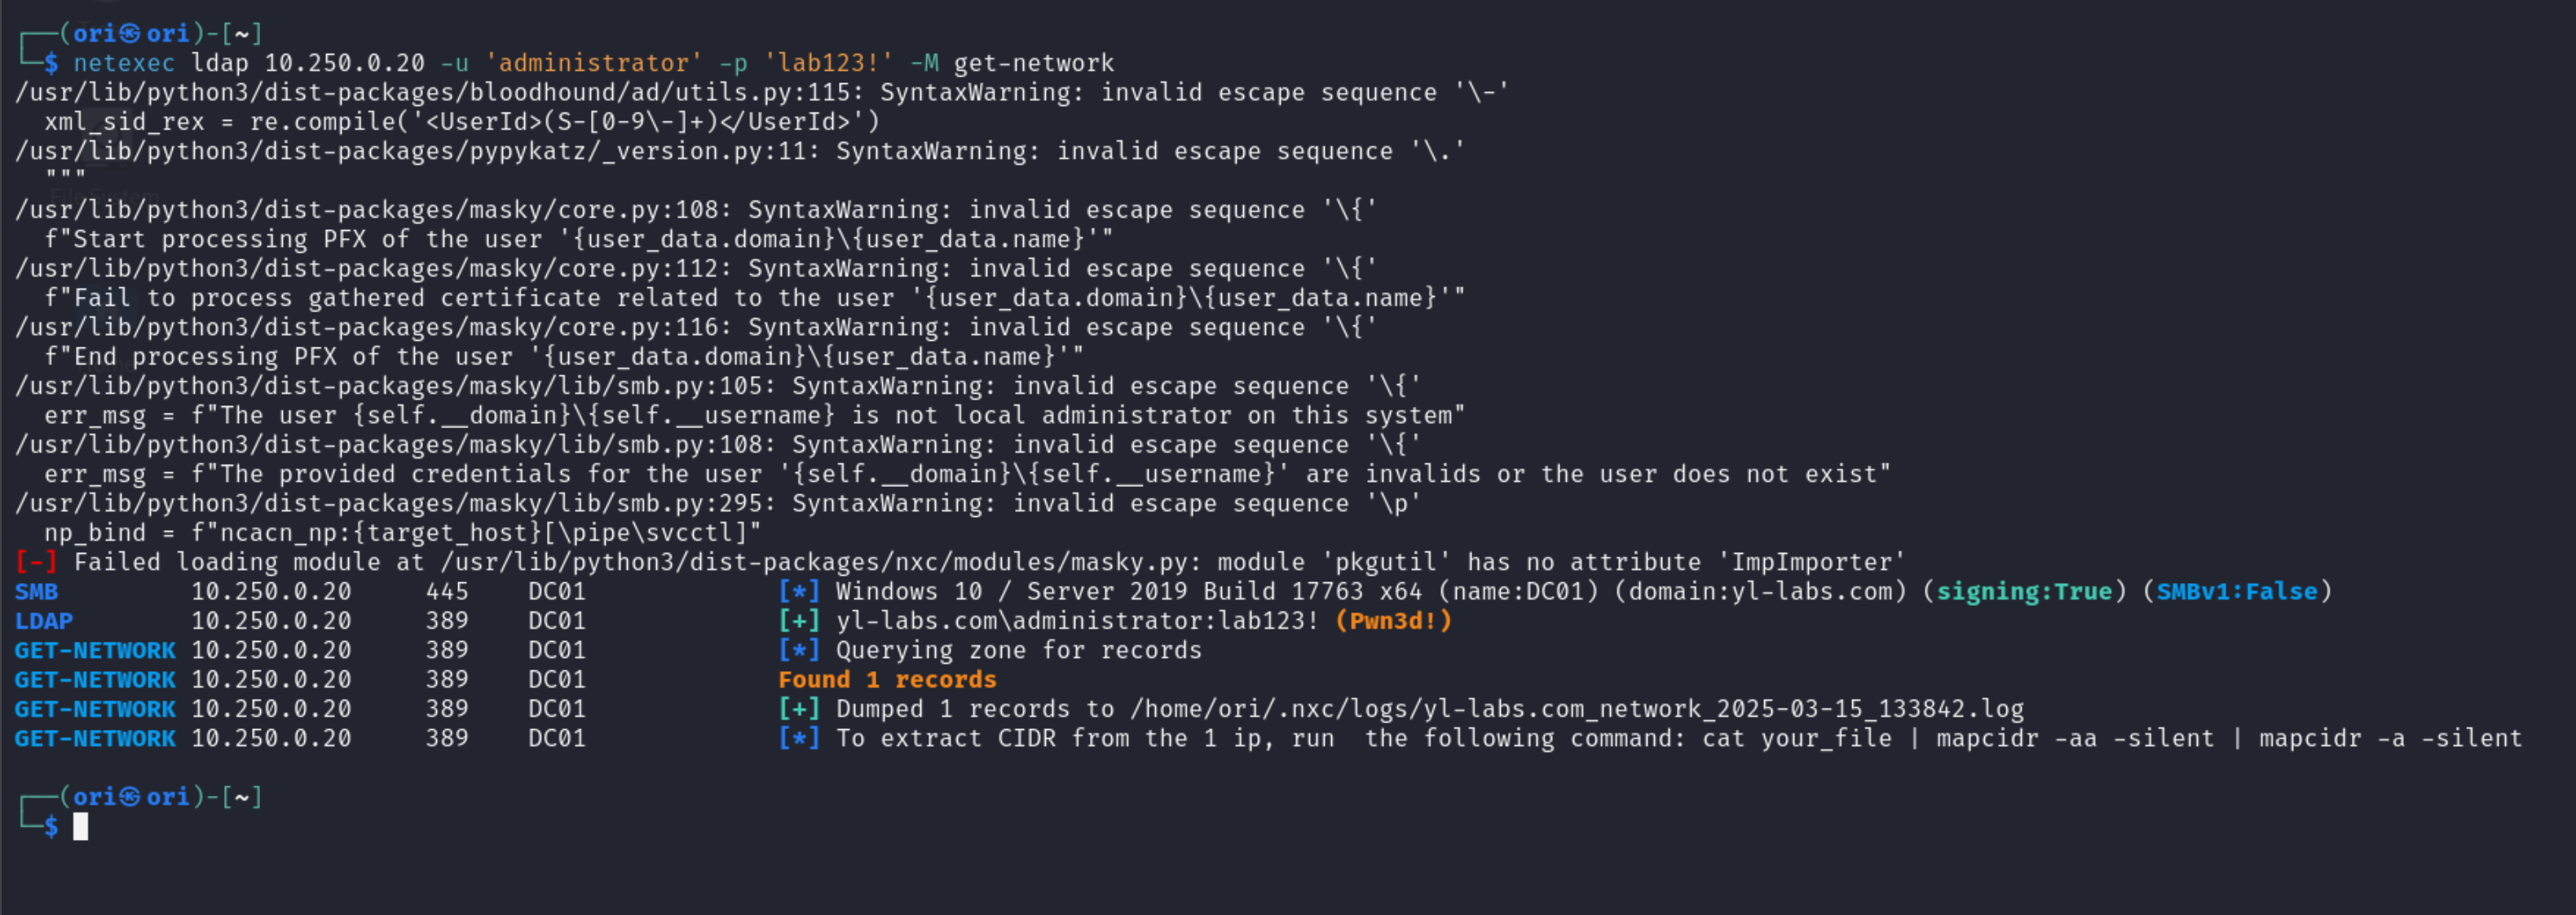 ┌──(ori㉿ori)-[~]
└─$ netexec ldap 10.250.0.20 -u 'administrator' -p 'lab123!' -M get-network
/usr/lib/python3/dist-packages/bloodhound/ad/utils.py:115: SyntaxWarning: invalid escape sequence '\-'
  xml_sid_rex = re.compile('<UserId>(S-[0-9\-]+)</UserId>')
/usr/lib/python3/dist-packages/pypykatz/_version.py:11: SyntaxWarning: invalid escape sequence '\.'
  """
/usr/lib/python3/dist-packages/masky/core.py:108: SyntaxWarning: invalid escape sequence '\{'
  f"Start processing PFX of the user '{user_data.domain}\{user_data.name}'"
/usr/lib/python3/dist-packages/masky/core.py:112: SyntaxWarning: invalid escape sequence '\{'
  f"Fail to process gathered certificate related to the user '{user_data.domain}\{user_data.name}'"
/usr/lib/python3/dist-packages/masky/core.py:116: SyntaxWarning: invalid escape sequence '\{'
  f"End processing PFX of the user '{user_data.domain}\{user_data.name}'"
/usr/lib/python3/dist-packages/masky/lib/smb.py:105: SyntaxWarning: invalid escape sequence '\{'
  err_msg = f"The user {self.__domain}\{self.__username} is not local administrator on this system"
/usr/lib/python3/dist-packages/masky/lib/smb.py:108: SyntaxWarning: invalid escape sequence '\{'
  err_msg = f"The provided credentials for the user '{self.__domain}\{self.__username}' are invalids or the user does not exist"
/usr/lib/python3/dist-packages/masky/lib/smb.py:295: SyntaxWarning: invalid escape sequence '\p'
  np_bind = f"ncacn_np:{target_host}[\pipe\svcctl]"
[-] Failed loading module at /usr/lib/python3/dist-packages/nxc/modules/masky.py: module 'pkgutil' has no attribute 'ImpImporter'
SMB         10.250.0.20     445    DC01             [*] Windows 10 / Server 2019 Build 17763 x64 (name:DC01) (domain:yl-labs.com) (signing:True) (SMBv1:False)
LDAP        10.250.0.20     389    DC01             [+] yl-labs.com\administrator:lab123! (Pwn3d!)
GET-NETWORK 10.250.0.20     389    DC01             [*] Querying zone for records
GET-NETWORK 10.250.0.20     389    DC01             Found 1 records
GET-NETWORK 10.250.0.20     389    DC01             [+] Dumped 1 records to /home/ori/.nxc/logs/yl-labs.com_network_2025-03-15_133842.log
GET-NETWORK 10.250.0.20     389    DC01             [*] To extract CIDR from the 1 ip, run  the following command: cat your_file | mapcidr -aa -silent | mapcidr -a -silent
┌──(ori㉿ori)-[~]
└─$